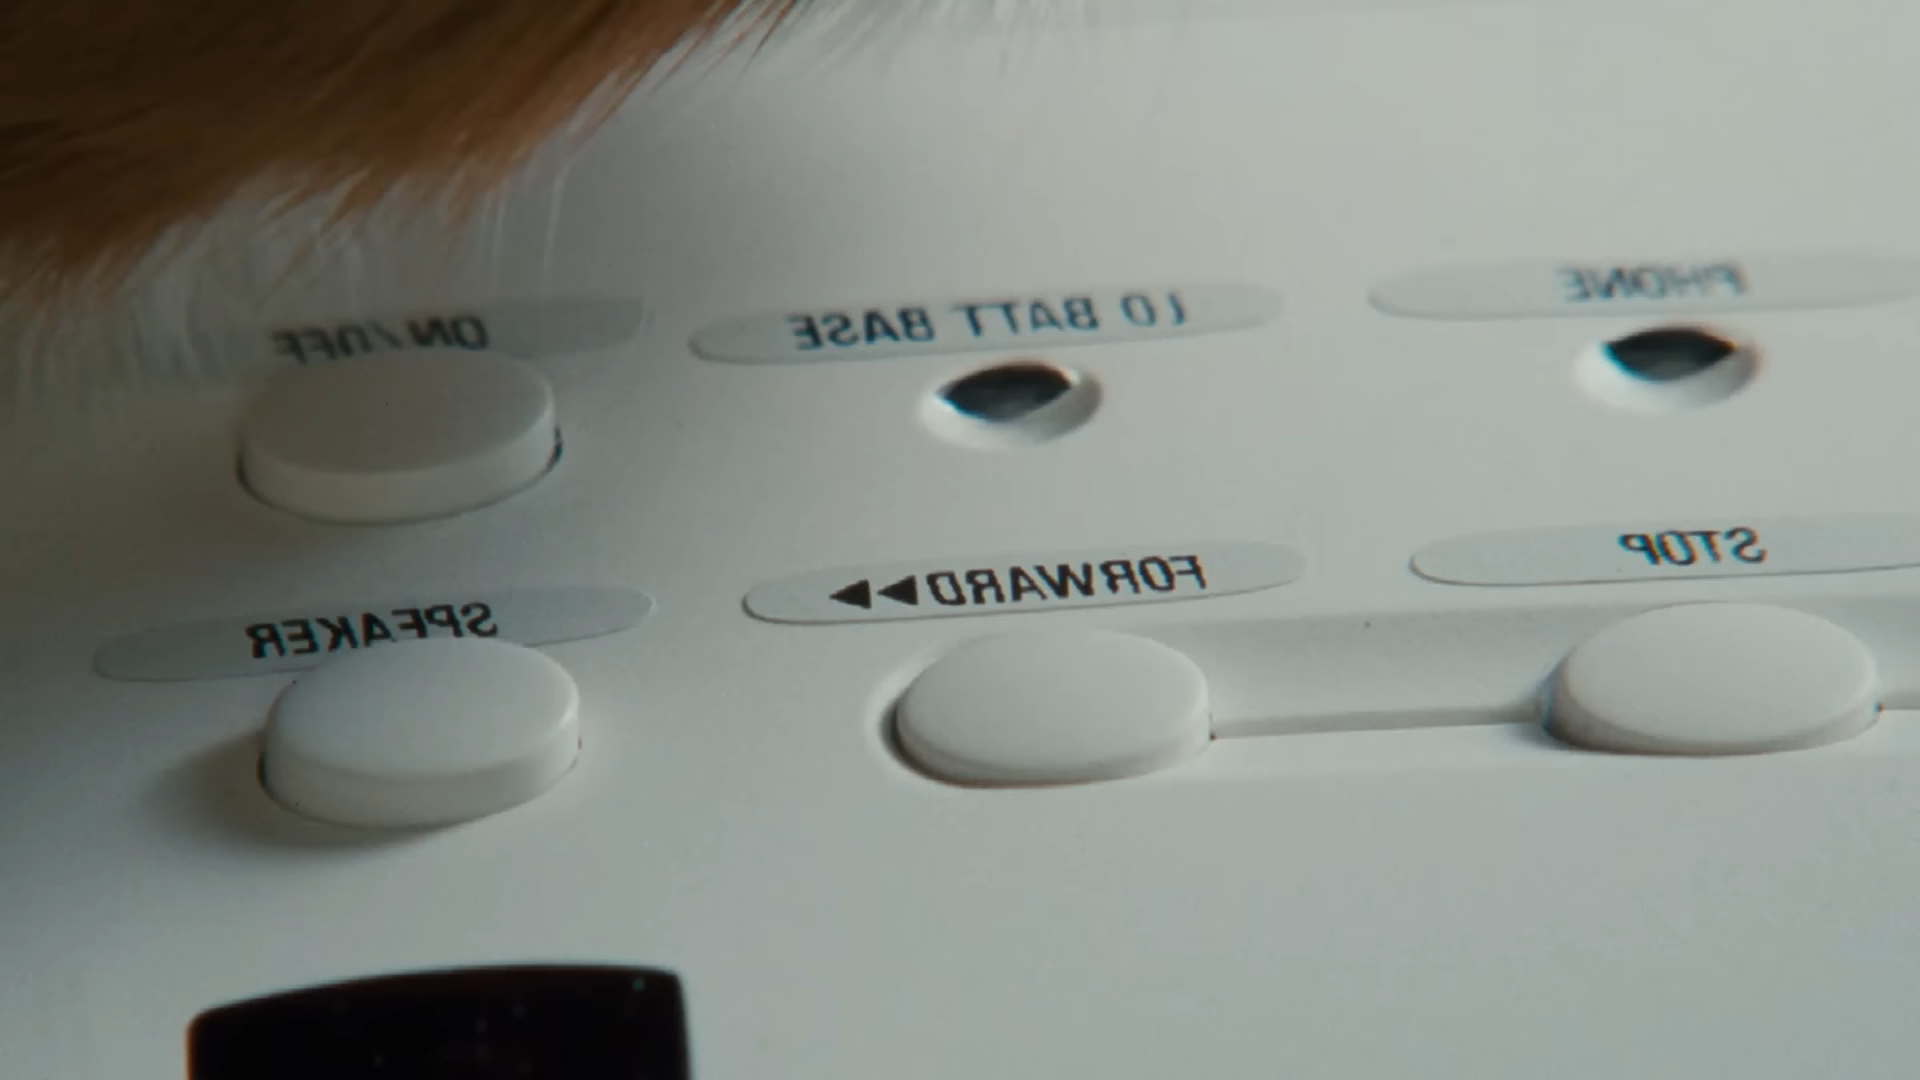 PHONE
LO BATT BASE
ON/OFF
STOP
FORWARD▶▶
SPEAKER